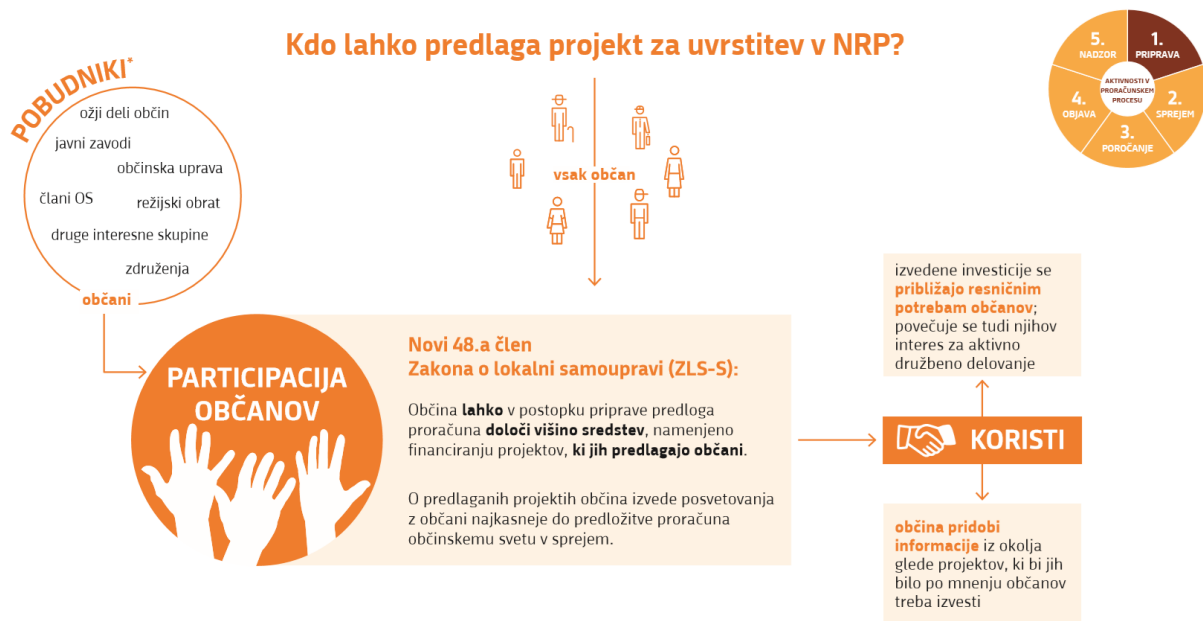 Kdo lahko predlaga projekt za uvrstitev v NRP?
POBUDNIKI*
ožji deli občin
javni zavodi
občinska uprava
člani OS
režijski obrat
druge interesne skupine
združenja
občani
vsak občan
5.
NADZOR
1.
PRIPRAVA
AKTIVNOSTI V
PRORAČUNSKEM
PROCESU
4.
OBJAVA
2.
SPREJEM
3.
POROČANJE
PARTICIPACIJA
OBČANOV
Novi 48.a člen
Zakona o lokalni samoupravi (ZLS-S):
Občina lahko v postopku priprave predloga
proračuna določi višino sredstev, namenjeno
financiranju projektov, ki jih predlagajo občani.
O predlaganih projektih občina izvede posvetovanja
z občani najkasneje do predložitve proračuna
občinskemu svetu v sprejem.
izvedene investicije se
približajo resničnim
potrebam občanov;
povečuje se tudi njihov
interes za aktivno
družbeno delovanje
KORISTI
občina pridobi
informacije iz okolja
glede projektov, ki bi jih
bilo po mnenju občanov
treba izvesti